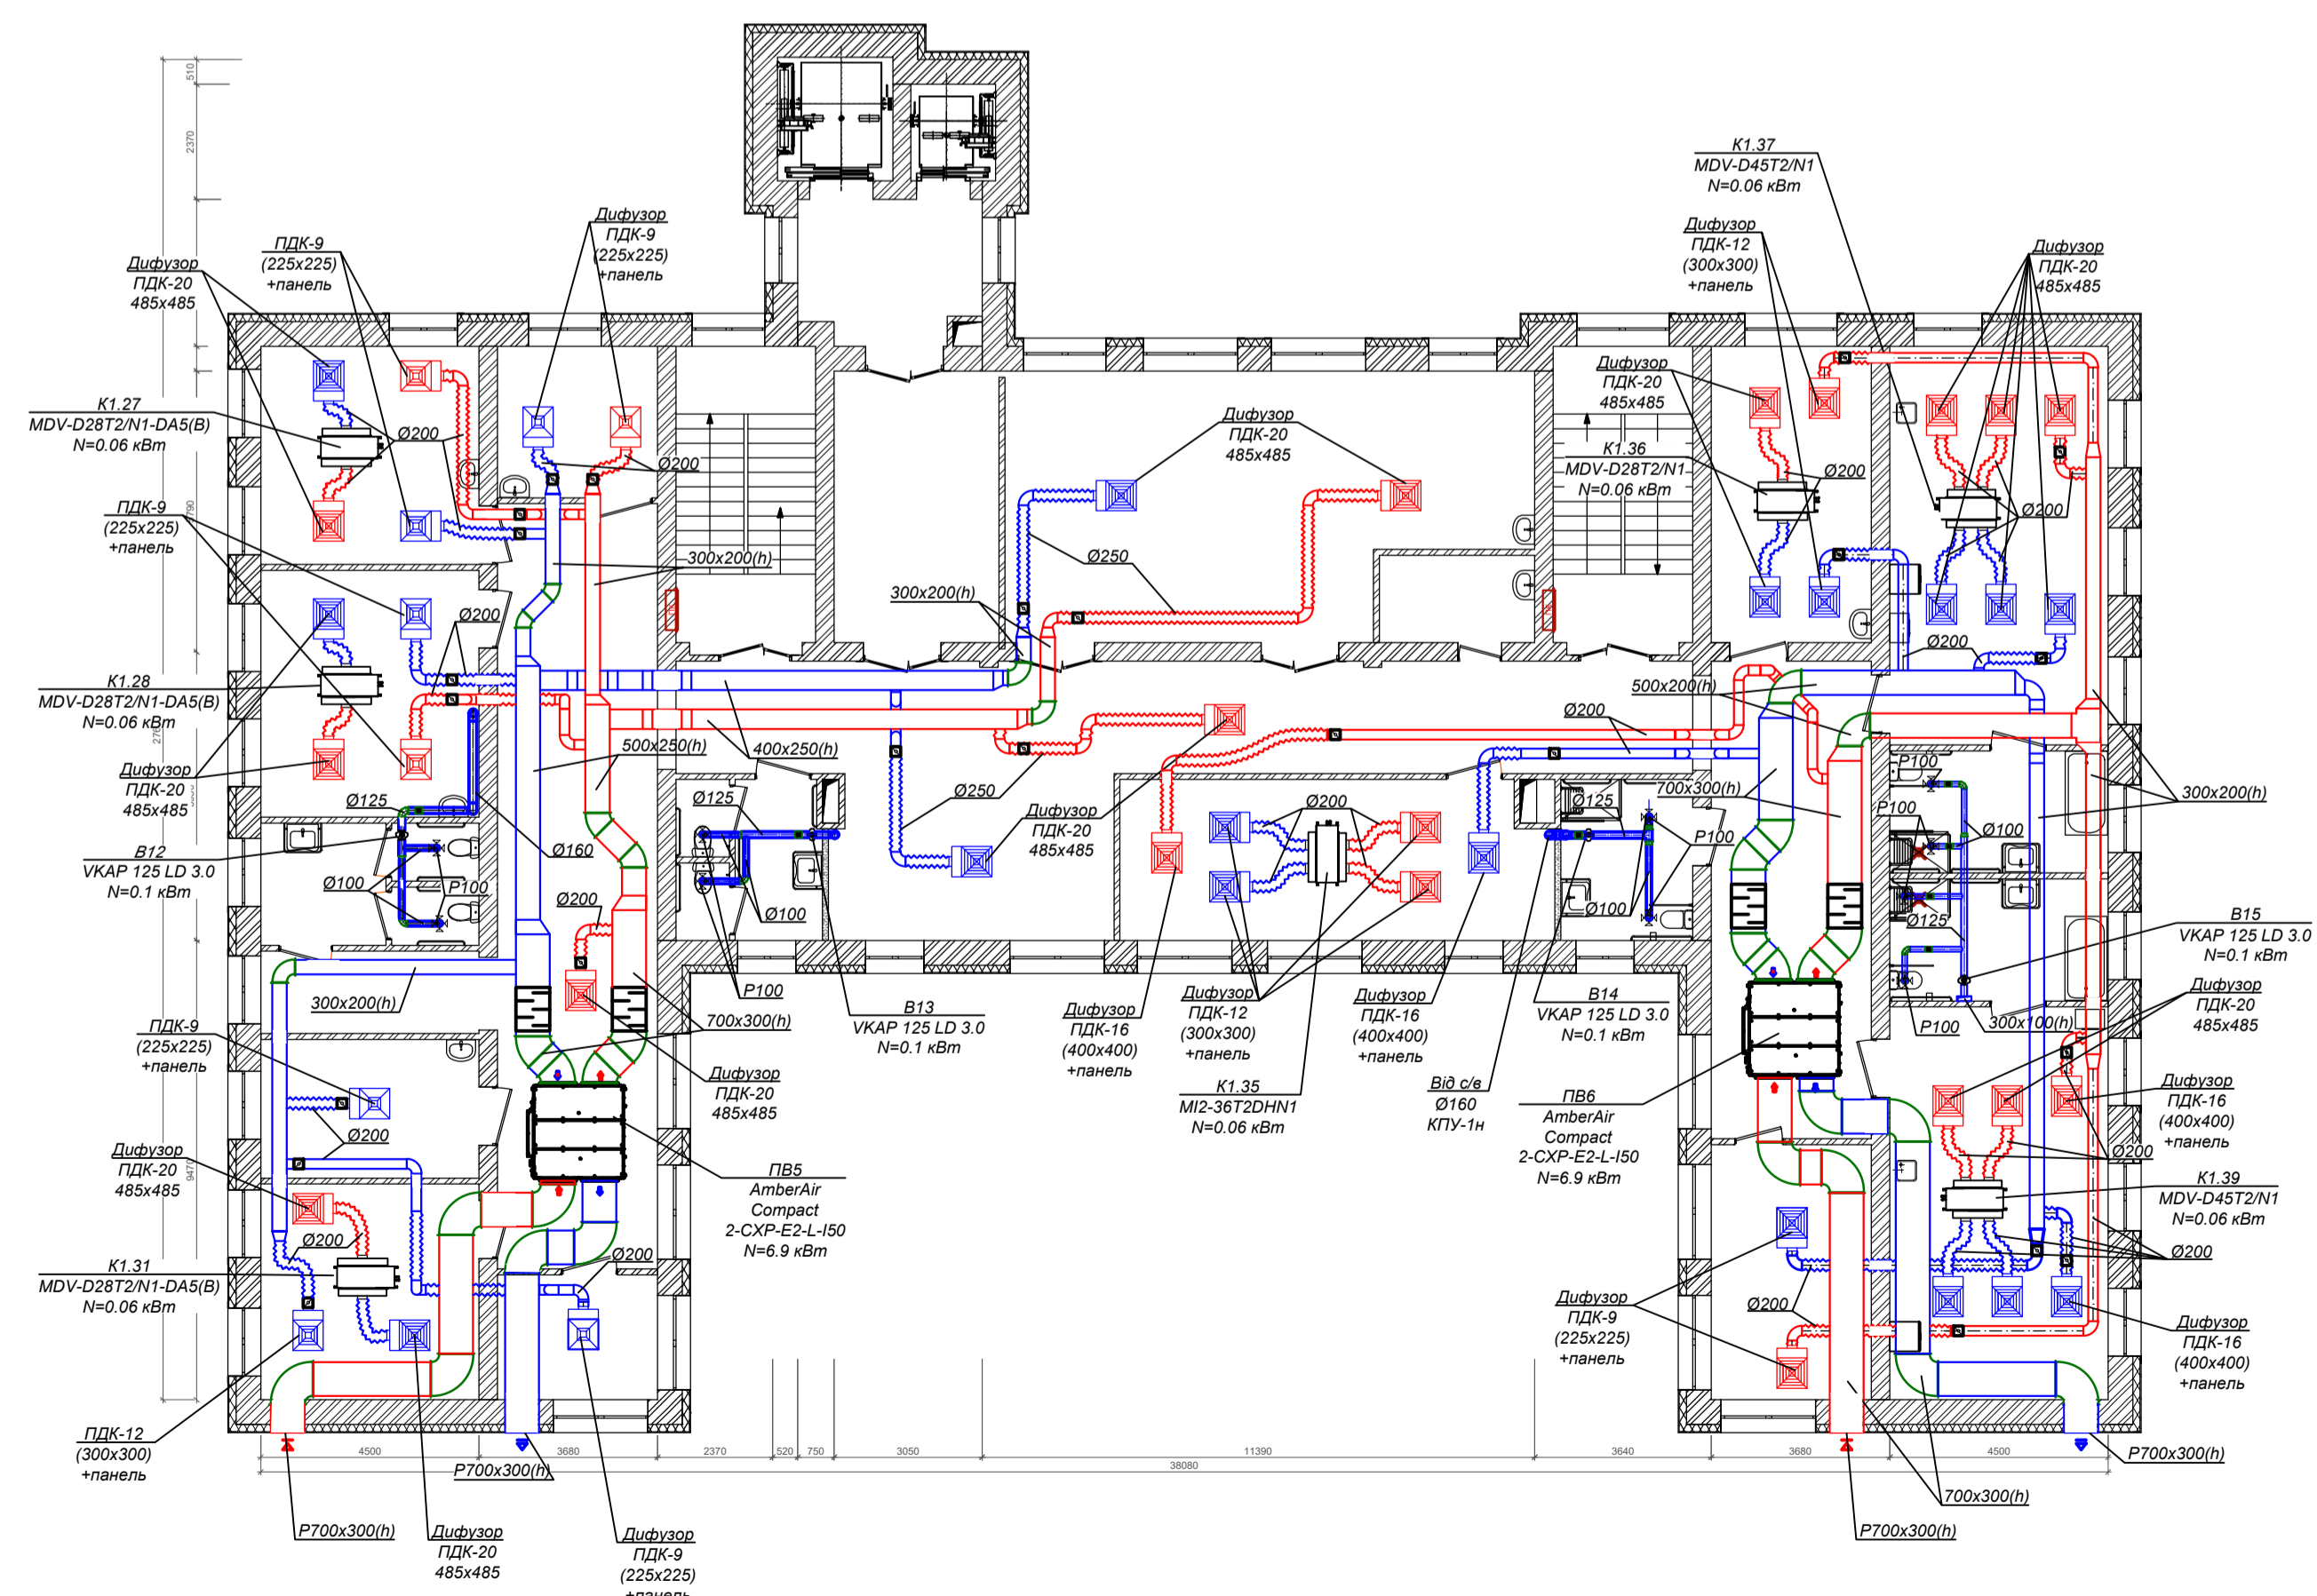 К1.37
MDV-D45T2/N1
N=0.06 кВт
Дифузор
ПДК-9
(225x225)
+панель
ПДК-9
(225x225)
+панель
Дифузор
ПДК-20
485x485
Дифузор
ПДК-12
(300x300)
+панель
Дифузор
ПДК-20
485x485
510
2370
К1.27
MDV-D28T2/N1-DA5(B)
N=0.06 кВт
Ø200
Ø200
Дифузор
ПДК-20
485x485
Дифузор
ПДК-20
485x485
К1.36
MDV-D28T2/N1
N=0.06 кВт
Ø200
Ø200
ПДК-9
(225x225)
+панель
300x200(h)
Ø250
300x200(h)
Ø200
Ø200
К1.28
MDV-D28T2/N1-DA5(B)
N=0.06 кВт
500x200(h)
Ø200
500x250(h)
400x250(h)
Дифузор
ПДК-20
485x485
Ø125
Ø250
Ø125
Дифузор
ПДК-20
485x485
Ø200
Ø125
700x300(h)
P100
P100
300x200(h)
Ø100
P100
В12
VKAP 125 LD 3.0
N=0.1 кВт
Ø160
Ø100
P100
Ø200
Ø100
Ø100
Ø125
В15
VKAP 125 LD 3.0
N=0.1 кВт
300x200(h)
P100
700x300(h)
В13
VKAP 125 LD 3.0
N=0.1 кВт
Дифузор
ПДК-16
(400x400)
+панель
Дифузор
ПДК-12
(300x300)
+панель
Дифузор
ПДК-16
(400x400)
+панель
В14
VKAP 125 LD 3.0
N=0.1 кВт
P100
300x100(h)
Дифузор
ПДК-20
485x485
ПДК-9
(225x225)
+панель
Дифузор
ПДК-20
485x485
К1.35
MI2-36T2DHN1
N=0.06 кВт
Від с/в
Ø160
КПУ-1н
ПВ6
AmberAir
Compact
2-CXP-E2-L-I50
N=6.9 кВт
Дифузор
ПДК-16
(400x400)
+панель
Ø200
Ø200
Дифузор
ПДК-20
485x485
9470
ПВ5
AmberAir
Compact
2-CXP-E2-L-I50
N=6.9 кВт
К1.39
MDV-D45T2/N1
N=0.06 кВт
Ø200
Ø200
Ø200
К1.31
MDV-D28T2/N1-DA5(B)
N=0.06 кВт
Дифузор
ПДК-9
(225x225)
+панель
Ø200
Дифузор
ПДК-16
(400x400)
+панель
ПДК-12
(300x300)
+панель
4500
3680
2370
520
750
3050
11390
3640
3680
4500
38080
P700x300(h)
P700x300(h)
700x300(h)
P700x300(h)
P700x300(h)
Дифузор
ПДК-20
485x485
Дифузор
ПДК-9
(225x225)
+панель